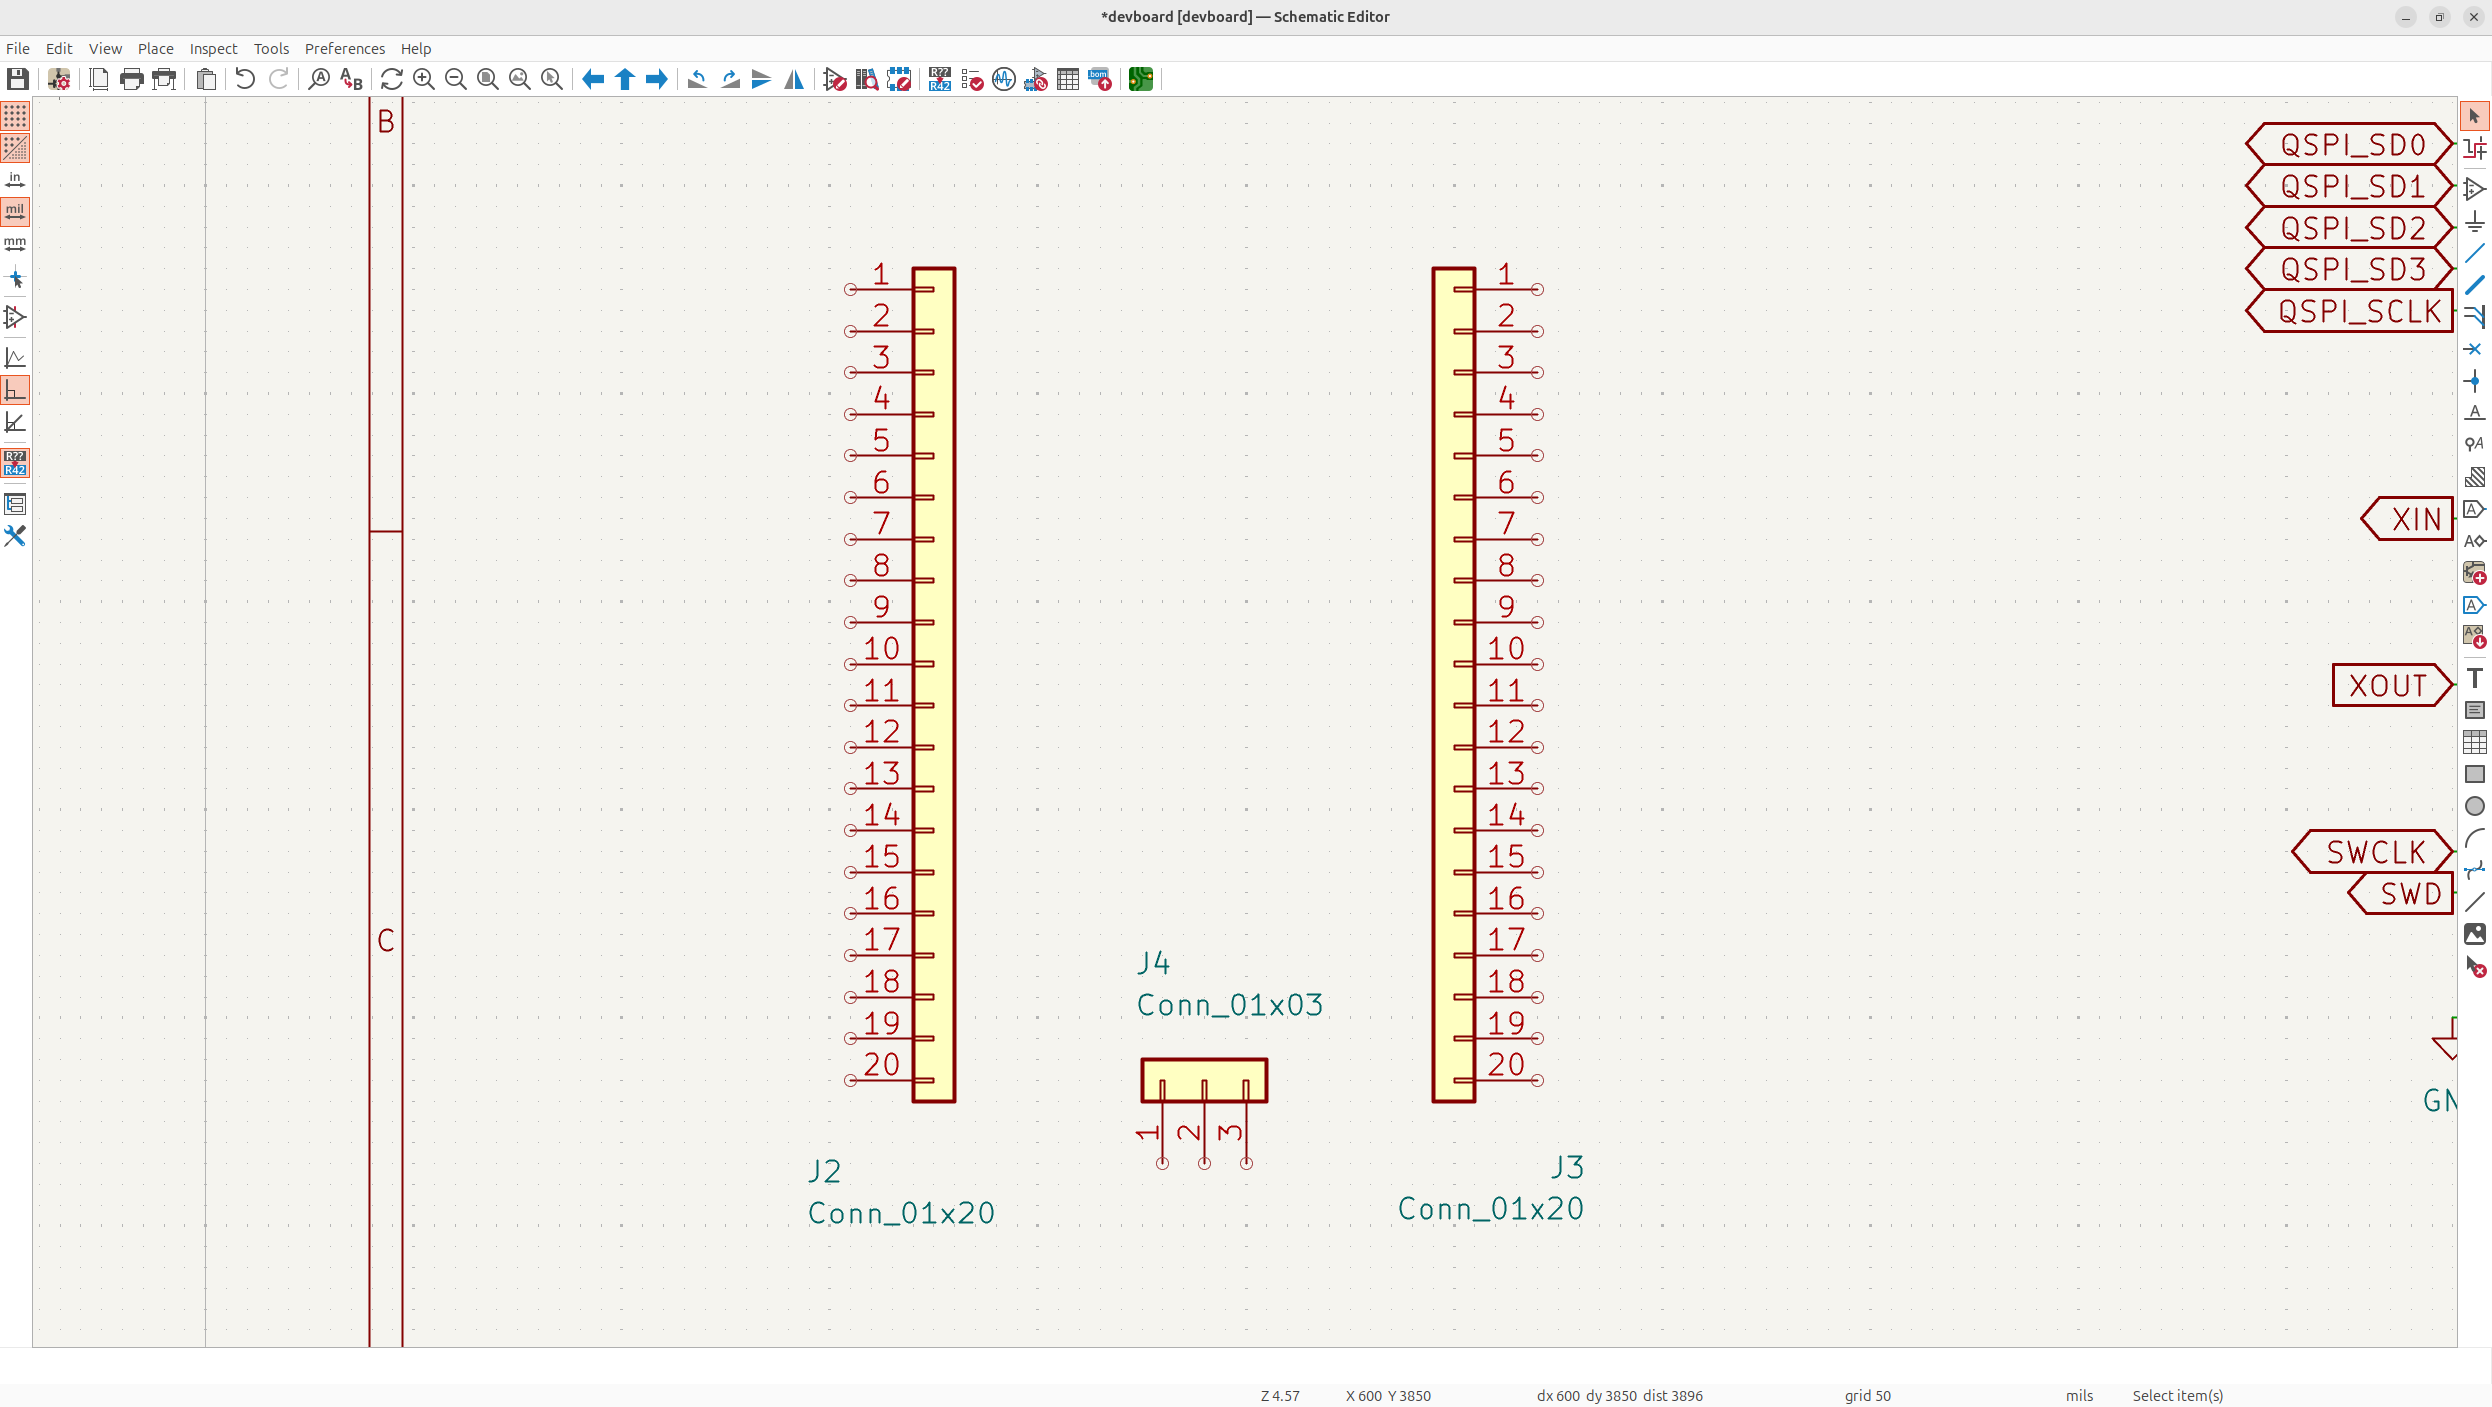 *devboard [devboard] — Schematic Editor
File Edit View Place Inspect Tools Preferences Help
in
mil
mm
R??
R42
B
C
1
2
3
4
5
6
7
8
9
10
11
12
13
14
15
16
17
18
19
20
J2
Conn_01x20
J4
Conn_01x03
1 2 3
1
2
3
4
5
6
7
8
9
10
11
12
13
14
15
16
17
18
19
20
J3
Conn_01x20
QSPI_SD0
QSPI_SD1
QSPI_SD2
QSPI_SD3
QSPI_SCLK
XIN
XOUT
SWCLK
SWD
Z 4.57 X 600 Y 3850 dx 600 dy 3850 dist 3896 grid 50 mils Select item(s)